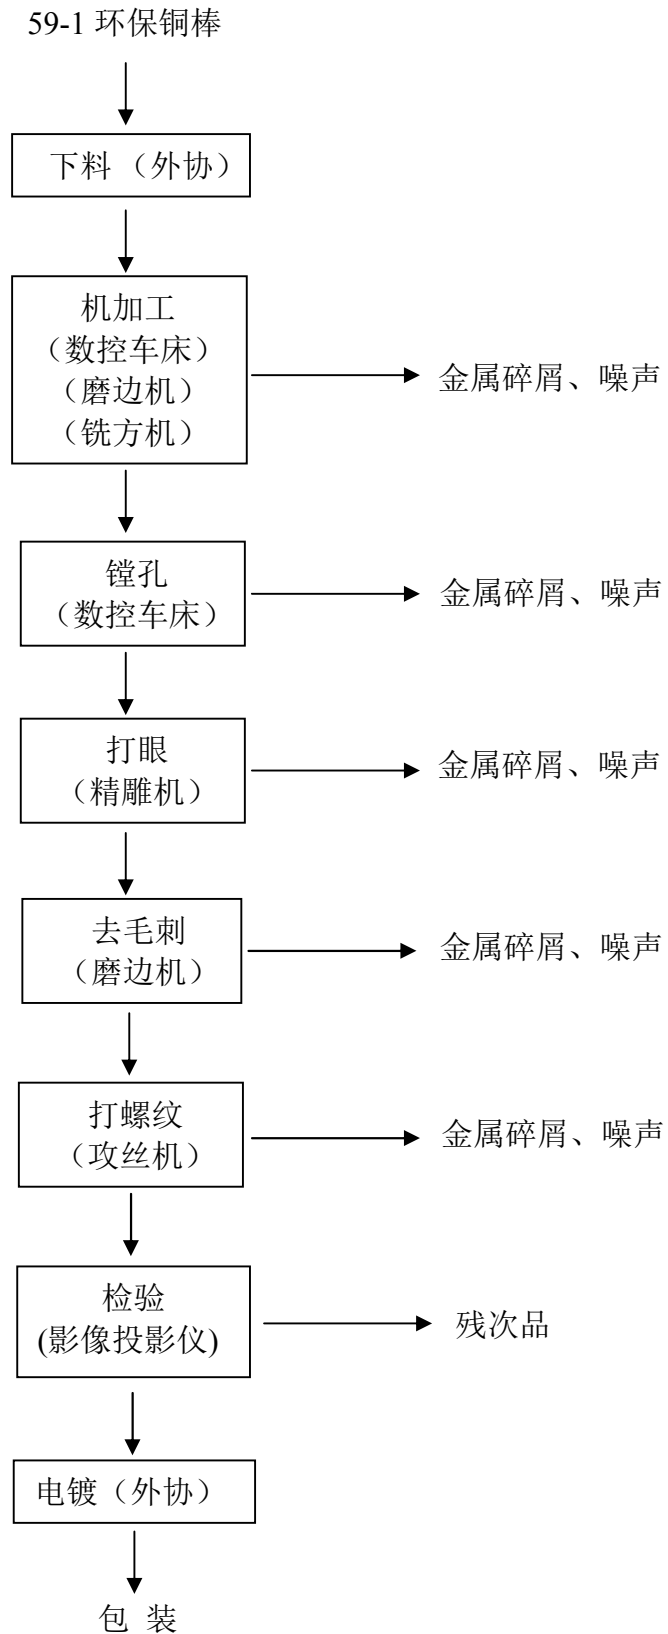 59-1 环保铜棒
下料（外协）
机加工
（数控车床）
（磨边机）
（铣方机）
金属碎屑、噪声
镗孔
（数控车床）
金属碎屑、噪声
打眼
（精雕机）
金属碎屑、噪声
去毛刺
（磨边机）
金属碎屑、噪声
打螺纹
（攻丝机）
金属碎屑、噪声
检验
(影像投影仪)
残次品
电镀（外协）
包 装